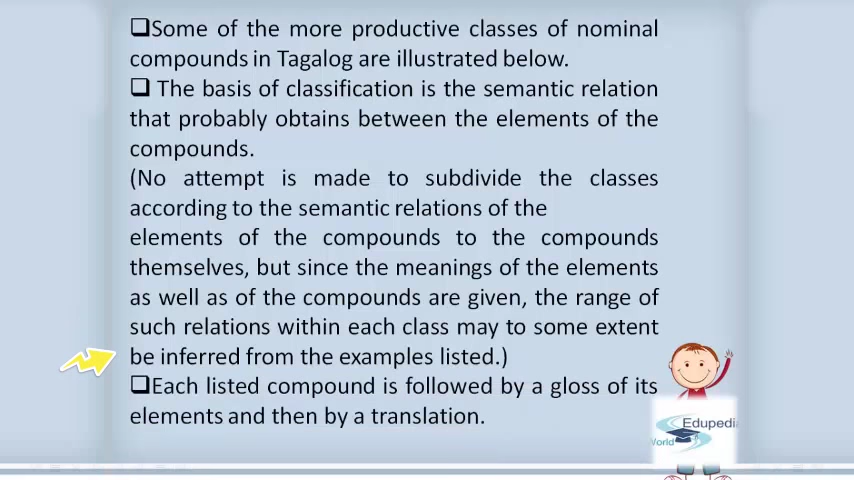 ❑Some of the more productive classes of nominal
compounds in Tagalog are illustrated below.
❑ The basis of classification is the semantic relation
that probably obtains between the elements of the
compounds.
(No attempt is made to subdivide the classes
according to the semantic relations of the
elements of the compounds to the compounds
themselves, but since the meanings of the elements
as well as of the compounds are given, the range of
such relations within each class may to some extent
be inferred from the examples listed.)
❑Each listed compound is followed by a gloss of its
elements and then by a translation.
Edupedia
World